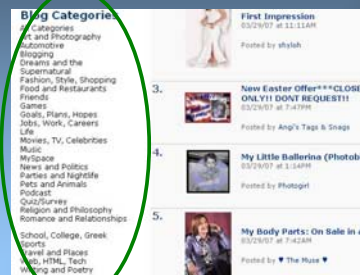 Blog Categories
All Categories
Art and Photography
Automotive
Blogging
Dreams and the
Supernatural
Fashion, Style, Shopping
Food and Restaurants
Friends
Games
Goals, Plans, Hopes
Jobs, Work, Careers
Life
Movies, TV, Celebrities
Music
MySpace
News and Politics
Parties and Nightlife
Pets and Animals
Podcast
Quiz/Survey
Religion and Philosophy
Romance and Relationships
School, College, Greek
Sports
Travel and Places
Web, HTML, Tech
Writing and Poetry
First Impression
03/29/07 at 11:11AM
Posted by shylah
3.
New Easter Offer***CLOSE
ONLY!! DONT REQUEST!!
03/29/07 at 7:47PM
Posted by Angi's Tags & Snags
4.
My Little Ballerina (Photob
03/29/07 at 1:14PM
Posted by Photogirl
5.
My Body Parts: On Sale in a
03/29/07 at 7:42AM
Posted by ♥ The Muse ♥